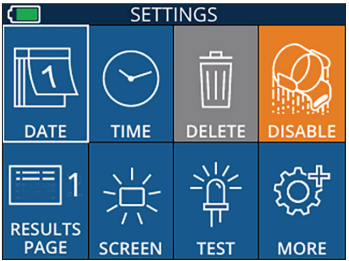 SETTINGS
1
DATE
TIME
DELETE
DISABLE
1
RESULTS
PAGE
SCREEN
TEST
MORE